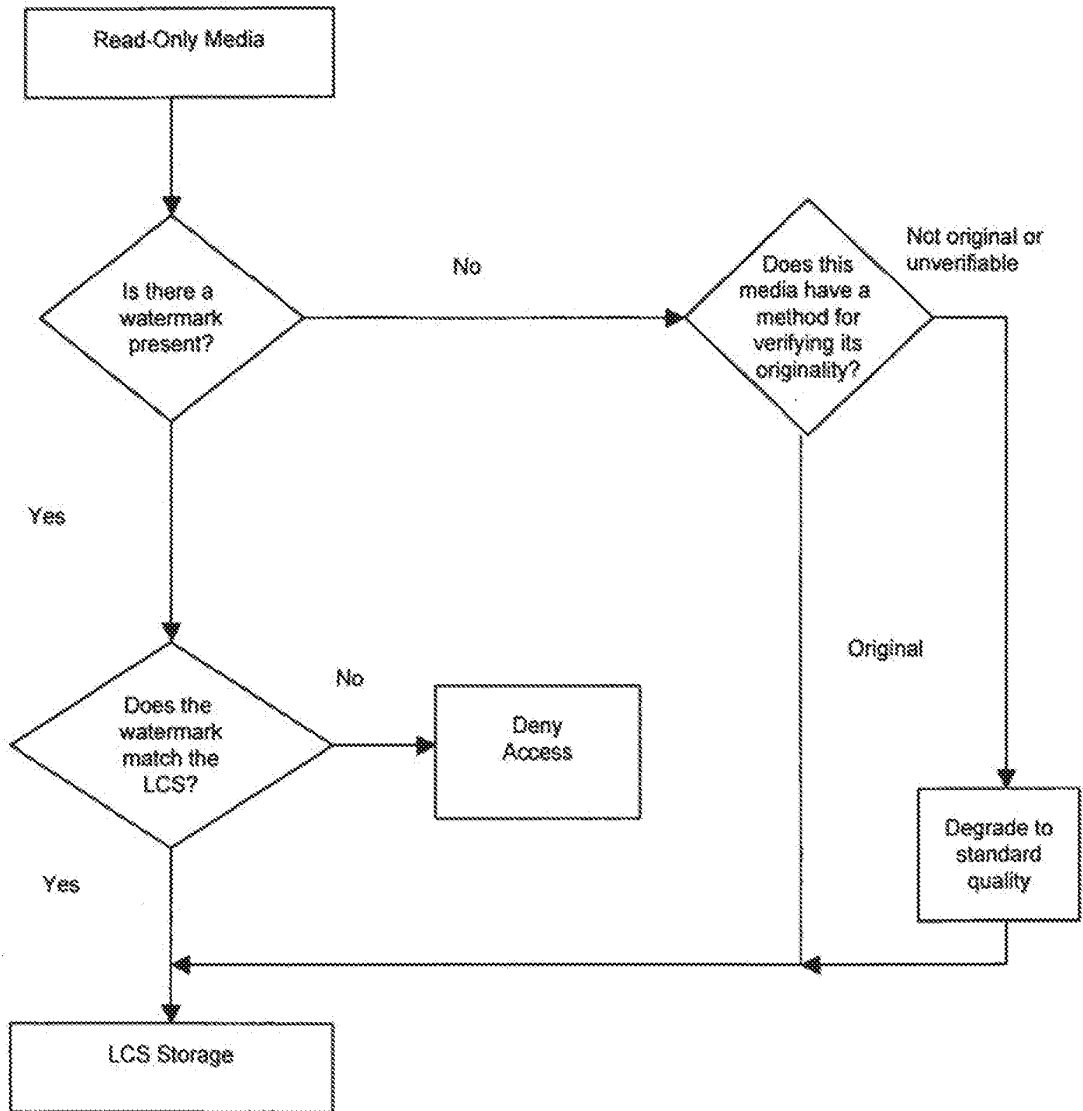 Read-Only Media
Is there a
watermark
present?
No
Does this
media have a
method for
verifying its
originality?
Not original or
unverifiable
Yes
Original
Does the
watermark
match the
LCS?
No
Deny
Access
Degrade to
standard
quality
Yes
LCS Storage